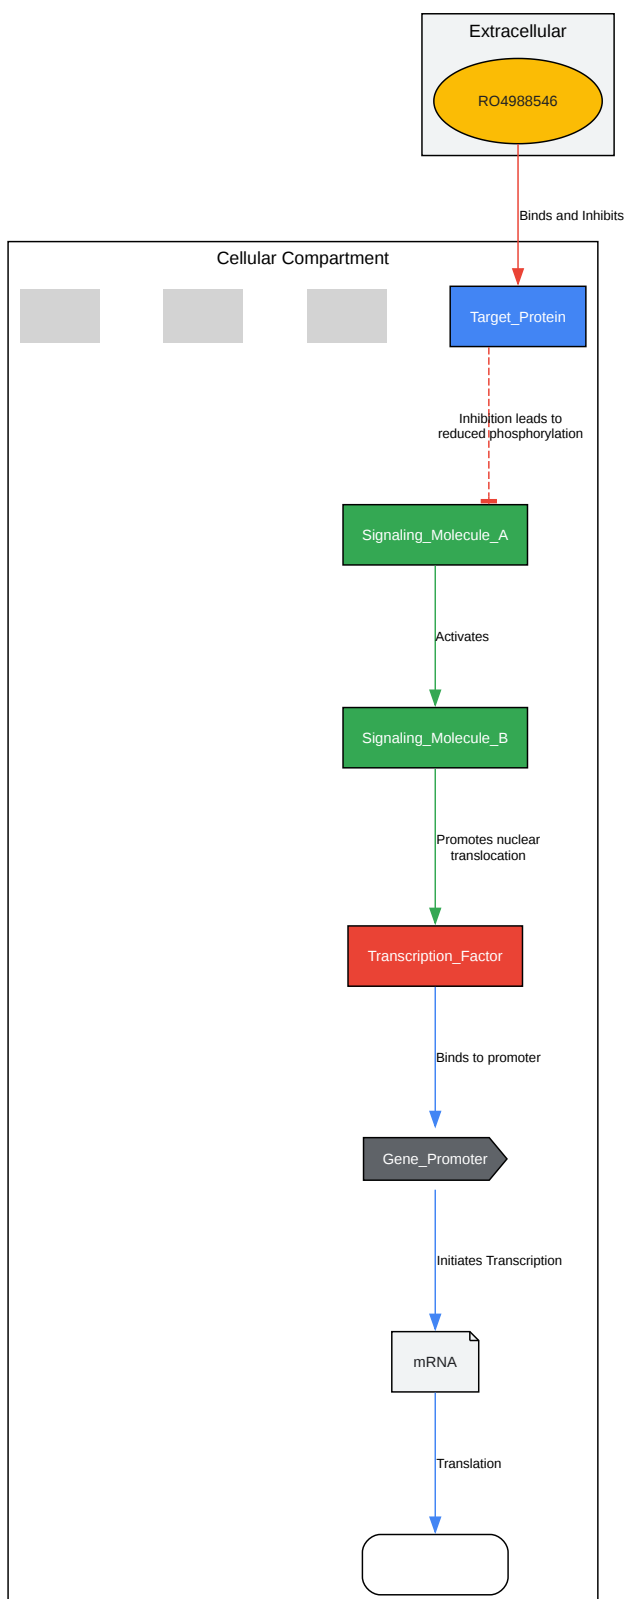 Extracellular
RO4988546
Binds and Inhibits
Cellular Compartment
Target_Protein
Inhibition leads to
reduced phosphorylation
Signaling_Molecule_A
Activates
Signaling_Molecule_B
Promotes nuclear
translocation
Transcription_Factor
Binds to promoter
Gene_Promoter
Initiates Transcription
mRNA
Translation